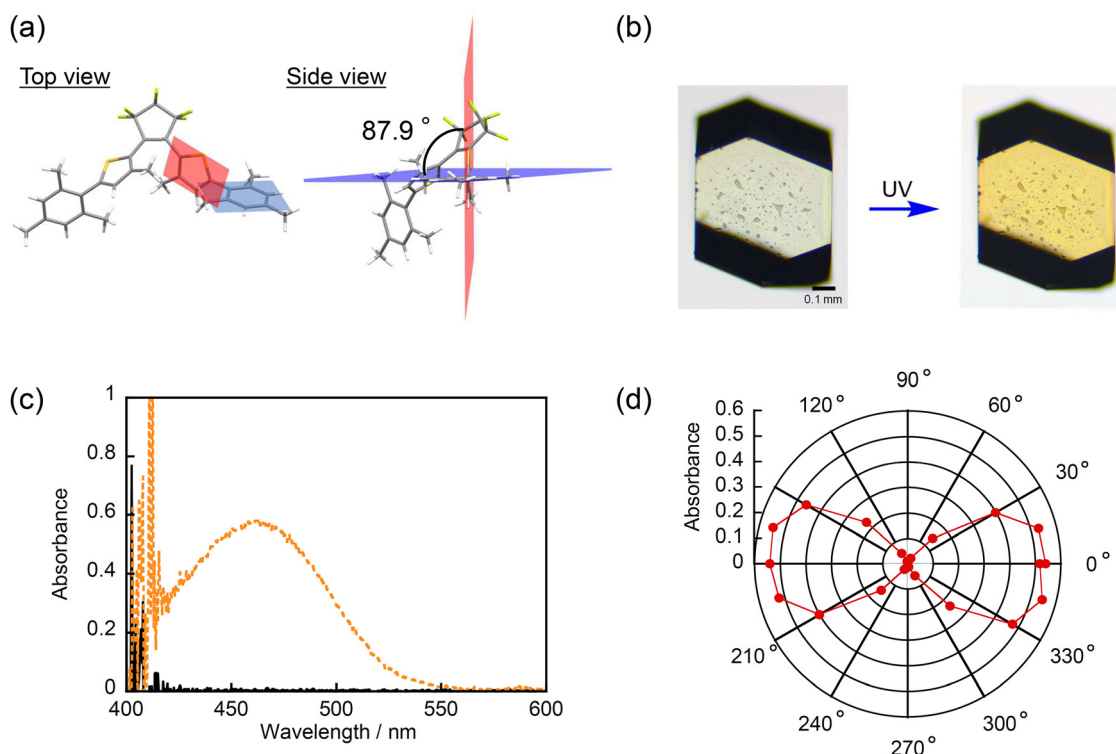 (a)
Top view
Side view
87.9 °
(b)
UV
0.1 mm
(c)
1
0.8
0.6
0.4
0.2
0
400
450
500
550
600
Absorbance
Wavelength / nm
(d)
0.6
0.5
0.4
0.3
0.2
0.1
0
Absorbance
90°
120°
60°
30°
0°
210°
330°
240°
300°
270°